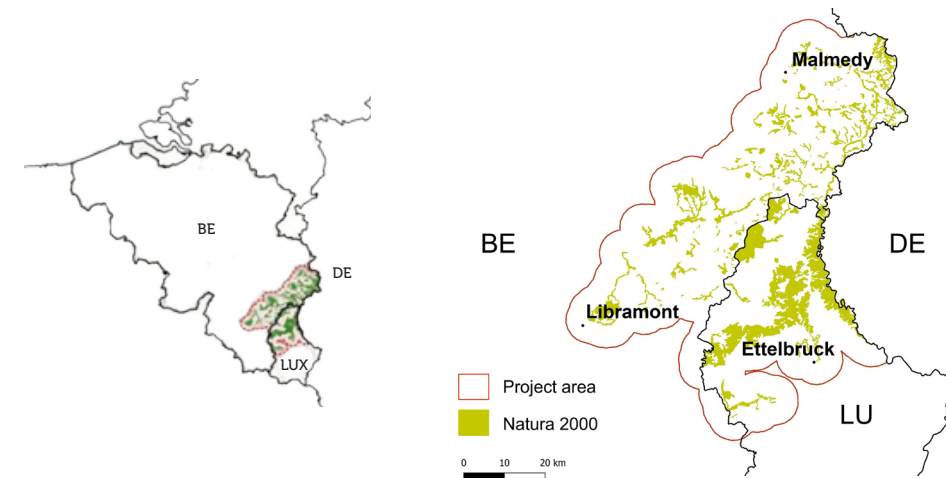 BE
DE
LUX
Malmedy
BE
DE
Libramont
Ettelbruck
Project area
Natura 2000
LU
0 10 20 km